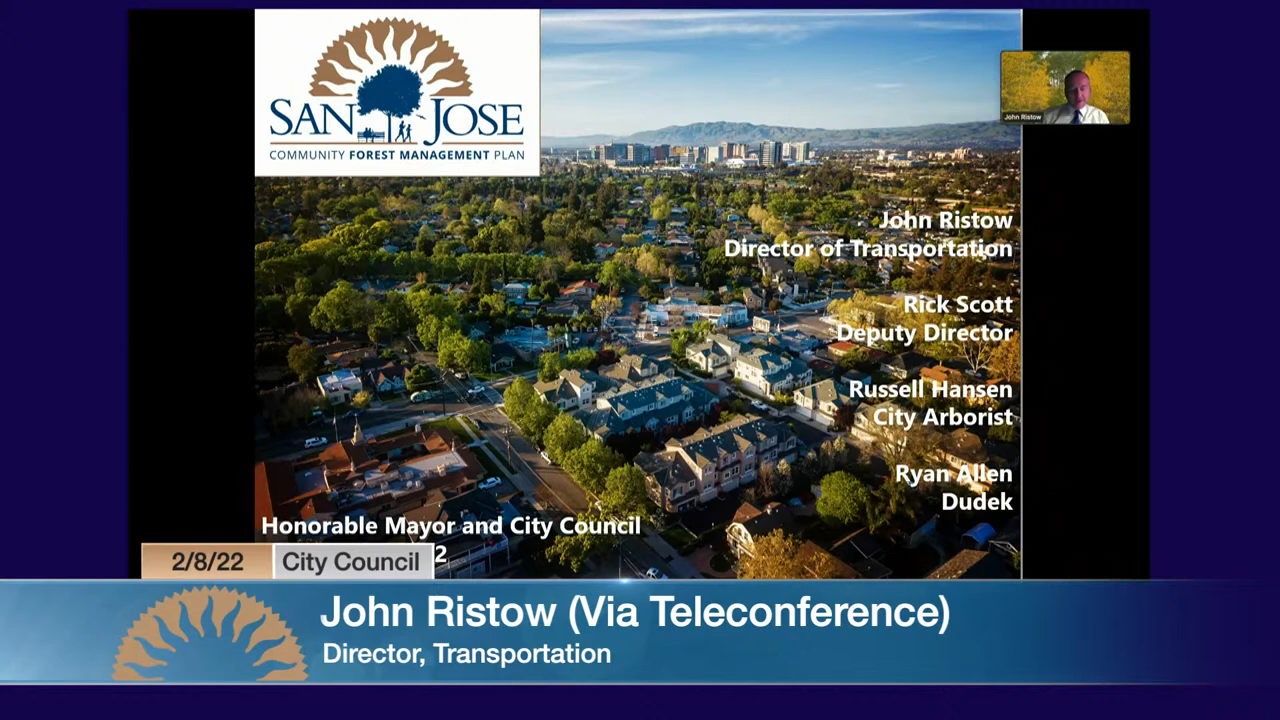 SAN JOSE
COMMUNITY FOREST MANAGEMENT PLAN
John Ristow
John Ristow
Director of Transportation
Rick Scott
Deputy Director
Russell Hansen
City Arborist
Ryan Allen
Dudek
Honorable Mayor and City Council
2
2/8/22
City Council
John Ristow (Via Teleconference)
Director, Transportation